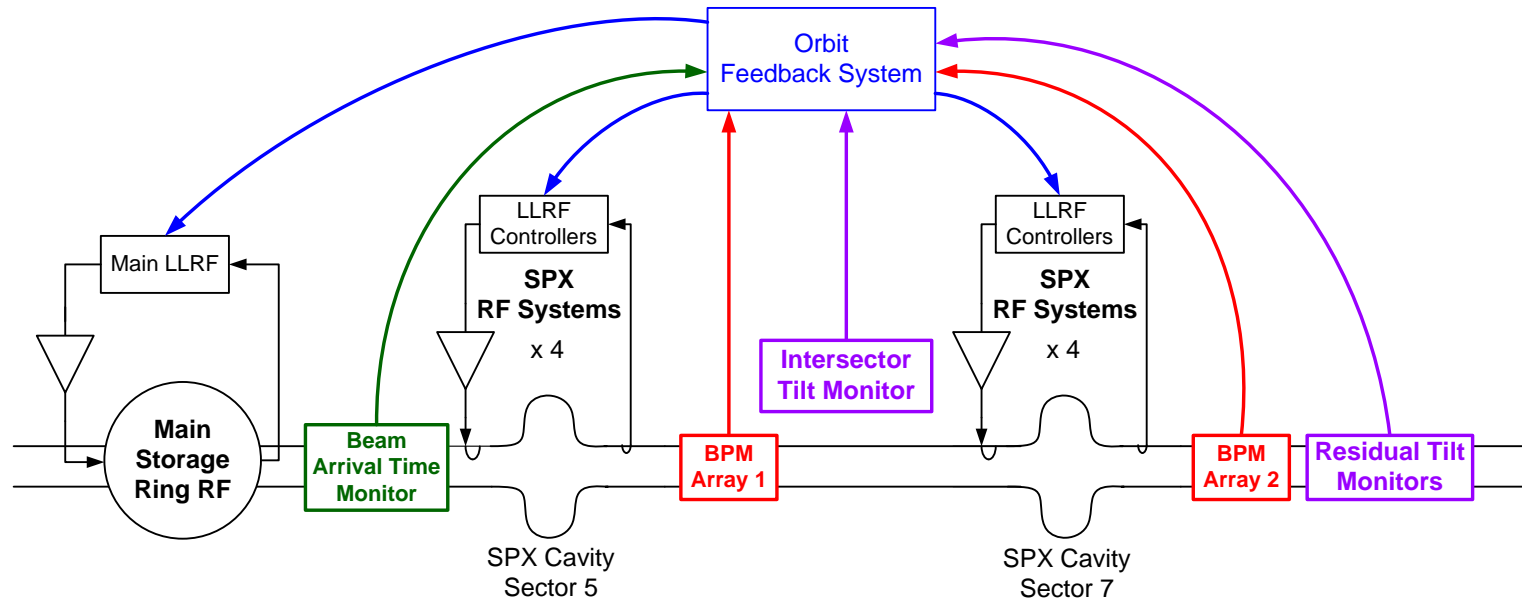 Orbit
Feedback System
LLRF
Controllers
LLRF
Controllers
Main LLRF
SPX
RF Systems
x 4
SPX
RF Systems
x 4
Intersector
Tilt Monitor
Main
Storage
Ring RF
Beam
Arrival Time
Monitor
BPM
Array 1
BPM
Array 2
Residual Tilt
Monitors
SPX Cavity
Sector 5
SPX Cavity
Sector 7